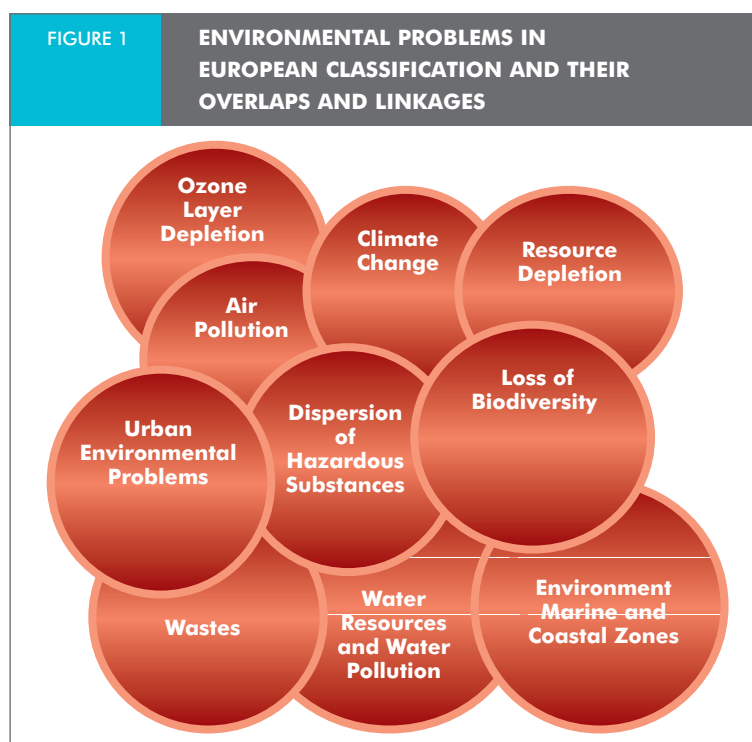 FIGURE 1
ENVIRONMENTAL PROBLEMS IN
EUROPEAN CLASSIFICATION AND THEIR
OVERLAPS AND LINKAGES
Ozone
Layer
Depletion
Climate
Change
Resource
Depletion
Air
Pollution
Loss of
Biodiversity
Urban
Environmental
Problems
Dispersion
of
Hazardous
Substances
Wastes
Water
Resources
and Water
Pollution
Environment
Marine and
Coastal Zones